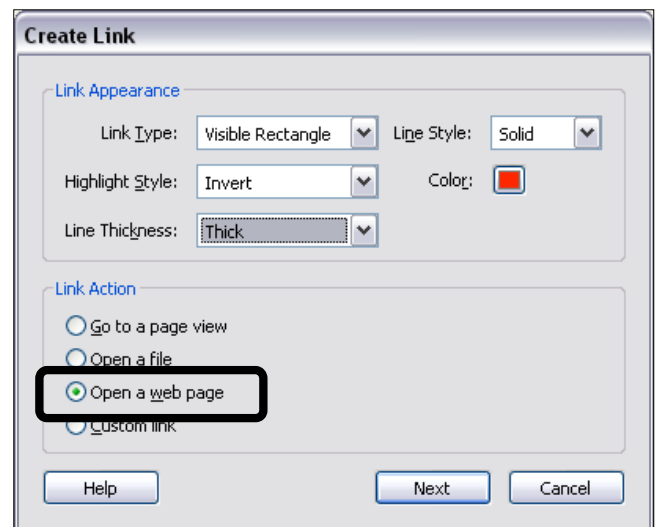 Create Link
Link Appearance
Link Type: Visible Rectangle Line Style: Solid
Highlight Style: Invert Color:
Line Thickness: Thick
Link Action
Go to a page view
Open a file
Open a web page
Custom link
Help Next Cancel